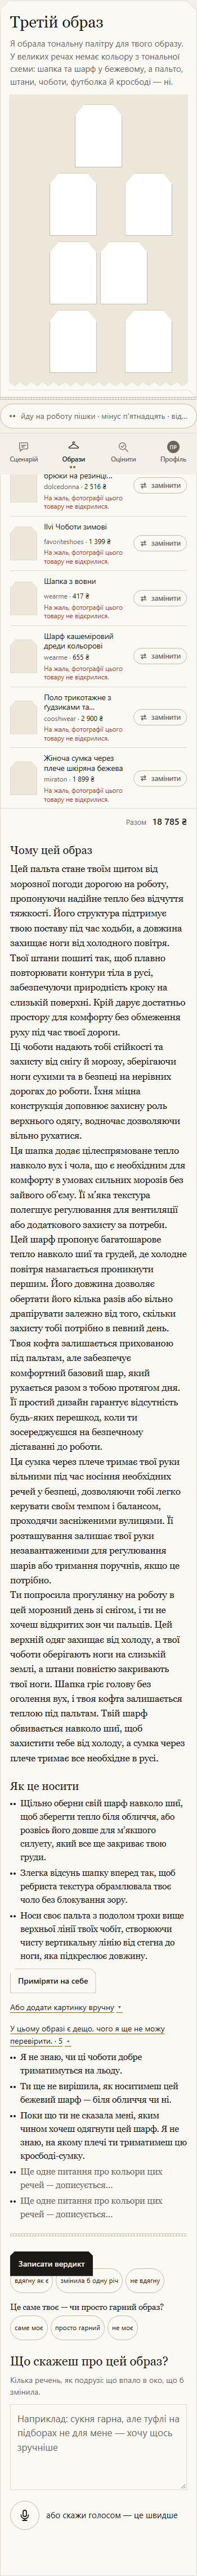 Третій образ
Я обрала тональну палітру для твого образу.
У великих речах немає кольору з тональної
схеми: шапка та шарф у бежевому, а пальто,
штани, чоботи, футболка й кросбоді — ні.
йду на роботу пішки · мінус п'ятнадцять · від…
Сценарій
Образи
Оцінити
ПР
Профіль
брюки на резинці…
dolcedonna · 2 516 ₴
На жаль, фотографії цього
товару не відкрилися.
замінити
Ilvi Чоботи зимові
favoriteshoes · 1 399 ₴
На жаль, фотографії цього
товару не відкрилися.
замінити
Шапка з вовни
wearme · 417 ₴
На жаль, фотографії цього
товару не відкрилися.
замінити
Шарф кашеміровий
дреди кольорові
wearme · 655 ₴
На жаль, фотографії цього
товару не відкрилися.
замінити
Поло трикотажне з
ґудзиками та…
cooshwear · 2 900 ₴
На жаль, фотографії цього
товару не відкрилися.
замінити
Жіноча сумка через
плече шкіряна бежева
miraton · 1 899 ₴
На жаль, фотографії цього
товару не відкрилися.
замінити
Разом 18 785 ₴
Чому цей образ
Цей пальта стане твоїм щитом від
морозної погоди дорогою на роботу,
пропонуючи надійне тепло без відчуття
тяжкості. Його структура підтримує
твою поставу під час ходьби, а довжина
захищає ноги від холодного повітря.
Твої штани пошиті так, щоб плавно
повторювати контури тіла в русі,
забезпечуючи природність кроку на
слизькій поверхні. Крій дарує достатньо
простору для комфорту без обмеження
руху під час твоєї дороги.
Ці чоботи надають тобі стійкості та
захисту від снігу й морозу, зберігаючи
ноги сухими та в безпеці на нерівних
дорогах до роботи. Їхня міцна
конструкція доповнює захисну роль
верхнього одягу, водночас дозволяючи
вільно рухатися.
Ця шапка додає цілеспрямоване тепло
навколо вух і чола, що є необхідним для
комфорту в умовах сильних морозів без
зайвого об'єму. Її м'яка текстура
полегшує регулювання для вентиляції
або додаткового захисту за потреби.
Цей шарф пропонує багатошарове
тепло навколо шиї та грудей, де холодне
повітря намагається проникнути
першим. Його довжина дозволяє
обертати його кілька разів або вільно
драпірувати залежно від того, скільки
захисту тобі потрібно в певний день.
Твоя кофта залишається прихованою
під пальтам, але забезпечує
комфортний базовий шар, який
рухається разом з тобою протягом дня.
Її простий дизайн гарантує відсутність
будь-яких перешкод, коли ти
зосереджуєшся на безпечному
діставанні до роботи.
Ця сумка через плече тримає твої руки
вільними під час носіння необхідних
речей у безпеці, дозволяючи тобі легко
керувати своїм темпом і балансом,
проходячи засніженими вулицями. Її
розташування залишає твої руки
незавантаженими для регулювання
шарів або тримання поручнів, якщо це
потрібно.
Ти попросила прогулянку на роботу в
цей морозний день зі снігом, і ти не
хочеш відкритих зон чи пальців. Цей
верхній одяг захищає від холоду, а твої
чоботи оберігають ноги на слизькій
землі, а штани повністю закривають
твої ноги. Шапка гріє голову без
оголення вух, і твоя кофта залишається
теплою під пальтам. Твій шарф
обвивається навколо шиї, щоб
захистити тебе від холоду, а сумка через
плече тримає все необхідне в русі.
Як це носити
Щільно оберни свій шарф навколо шиї,
щоб зберегти тепло біля обличчя, або
розвісь його довше для м'якшого
силуету, який все ще закриває твою
груди.
Злегка відсунь шапку вперед так, щоб
ребриста текстура обрамлювала твоє
чоло без блокування зору.
Носи своє пальта з подолом трохи вище
верхньої лінії твоїх чобіт, створюючи
чисту вертикальну лінію від стегна до
ноги, яка підкреслює довжину.
Приміряти на себе
Або додати картинку вручну
У цьому образі є дещо, чого я ще не можу
перевірити. · 5
Я не знаю, чи ці чоботи добре
триматимуться на льоду.
Ти ще не вирішила, як носитимеш цей
бежевий шарф — біля обличчя чи ні.
Поки що ти не сказала мені, яким
чином хочеш одягнути цей шарф. Я не
знаю, на якому плечі ти триматимеш цю
кросбоді-сумку.
Ще одне питання про кольори цих
речей — дописується…
Ще одне питання про кольори цих
речей — дописується…
Записати вердикт
вдягну як є
змінила б одну річ
не вдягну
Це саме твоє — чи просто гарний образ?
саме моє
просто гарний
не моє
Що скажеш про цей образ?
Кілька речень, як подрузі: що впало в око, що б
змінила.
Наприклад: сукня гарна, але туфлі на
підборах не для мене — хочу щось
зручніше
або скажи голосом — це швидше